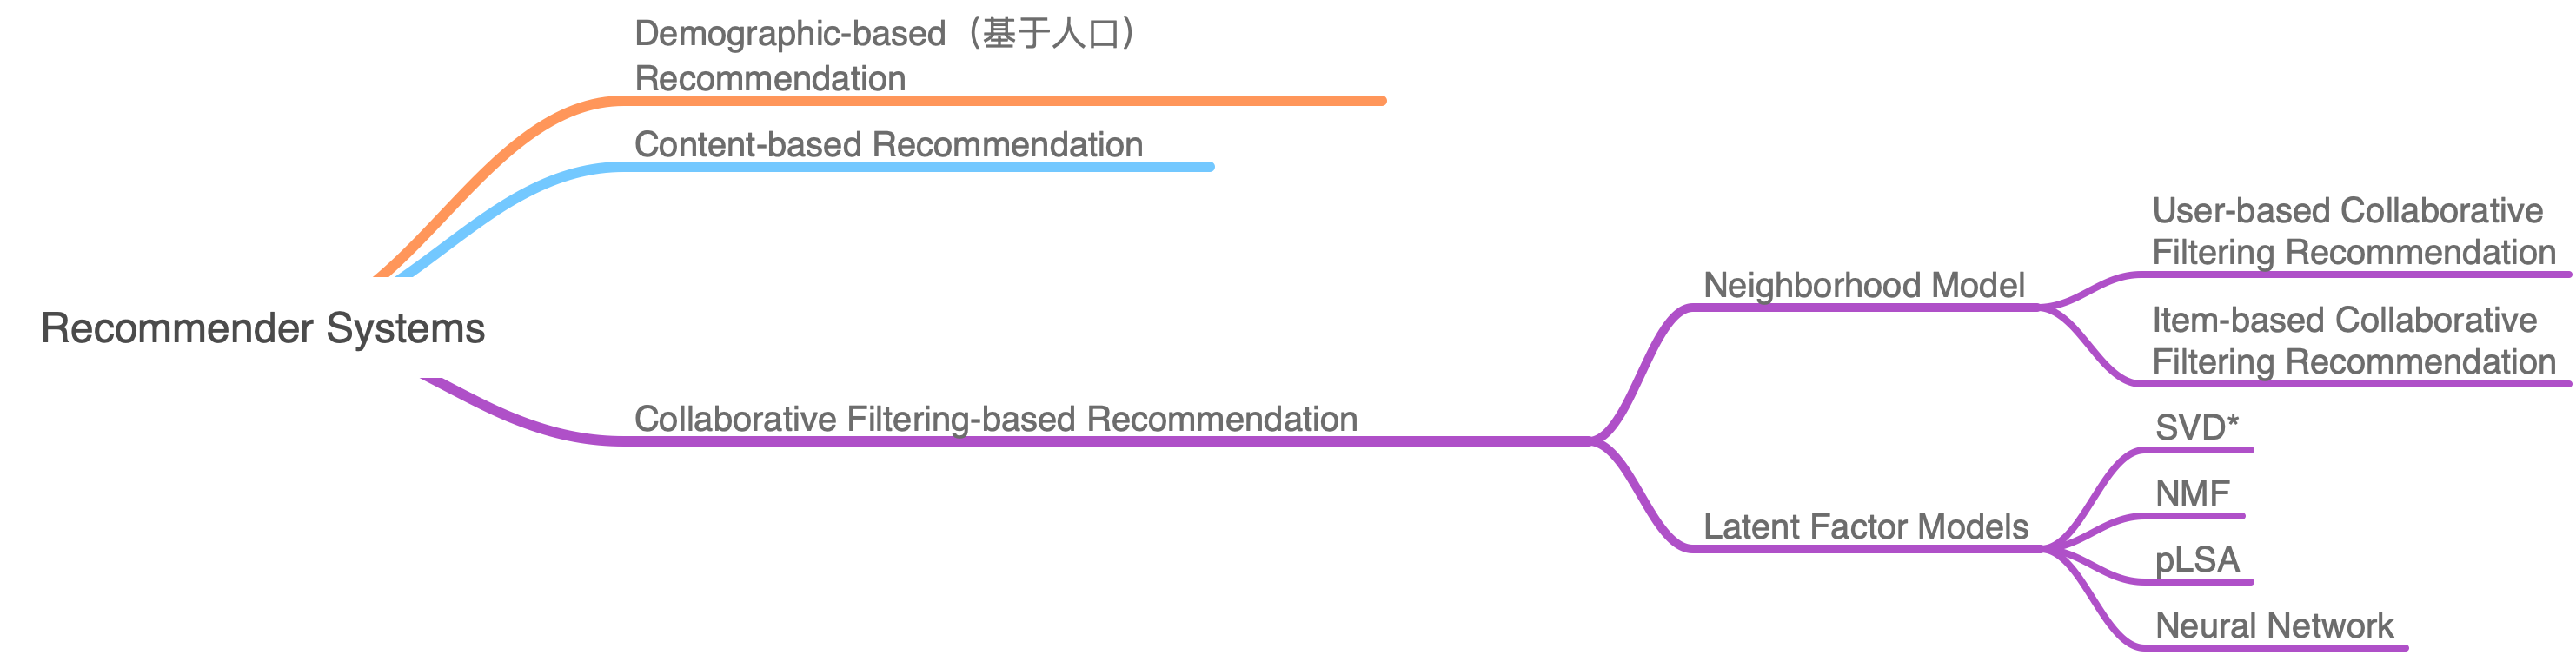 Demographic-based（基于人口）
Recommendation
Content-based Recommendation
Recommender Systems
Collaborative Filtering-based Recommendation
Neighborhood Model
User-based Collaborative
Filtering Recommendation
Item-based Collaborative
Filtering Recommendation
Latent Factor Models
SVD*
NMF
pLSA
Neural Network